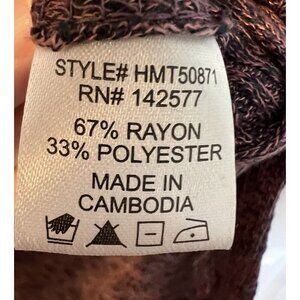 STYLE# HMT50871
RN# 142577
67% RAYON
33% POLYESTER
MADE IN
CAMBODIA